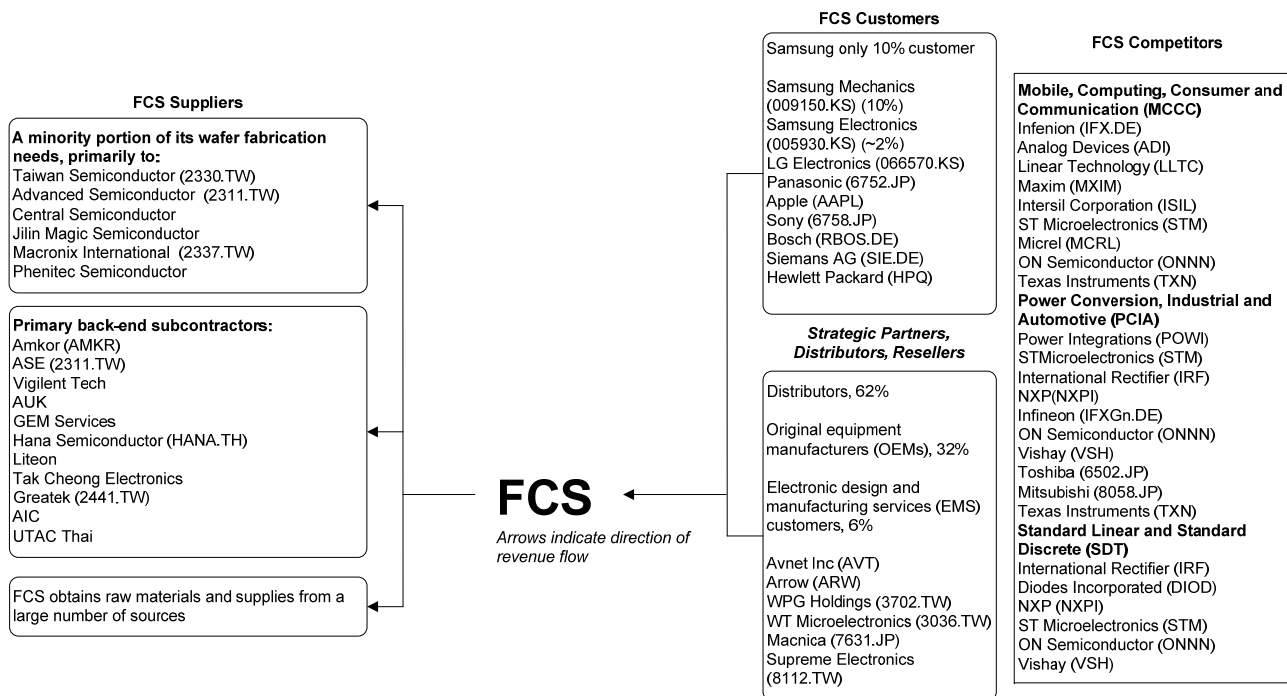 FCS Suppliers
A minority portion of its wafer fabrication
needs, primarily to:
Taiwan Semiconductor (2330.TW)
Advanced Semiconductor (2311.TW)
Central Semiconductor
Jilin Magic Semiconductor
Macronix International (2337.TW)
Phenitec Semiconductor
Primary back-end subcontractors:
Amkor (AMKR)
ASE (2311.TW)
Vigilent Tech
AUK
GEM Services
Hana Semiconductor (HANA.TH)
Liteon
Tak Cheong Electronics
Greatek (2441.TW)
AIC
UTAC Thai
FCS obtains raw materials and supplies from a
large number of sources
FCS
Arrows indicate direction of
revenue flow
FCS Customers
Samsung only 10% customer
Samsung Mechanics
(009150.KS) (10%)
Samsung Electronics
(005930.KS) (~2%)
LG Electronics (066570.KS)
Panasonic (6752.JP)
Apple (AAPL)
Sony (6758.JP)
Bosch (RBOS.DE)
Siemans AG (SIE.DE)
Hewlett Packard (HPQ)
Strategic Partners,
Distributors, Resellers
Distributors, 62%
Original equipment
manufacturers (OEMs), 32%
Electronic design and
manufacturing services (EMS)
customers, 6%
Avnet Inc (AVT)
Arrow (ARW)
WPG Holdings (3702.TW)
WT Microelectronics (3036.TW)
Macnica (7631.JP)
Supreme Electronics
(8112.TW)
FCS Competitors
Mobile, Computing, Consumer and
Communication (MCCC)
Infenion (IFX.DE)
Analog Devices (ADI)
Linear Technology (LLTC)
Maxim (MXIM)
Intersil Corporation (ISIL)
ST Microelectronics (STM)
Micrel (MCRL)
ON Semiconductor (ONNN)
Texas Instruments (TXN)
Power Conversion, Industrial and
Automotive (PCIA)
Power Integrations (POWI)
STMicroelectronics (STM)
International Rectifier (IRF)
NXP(NXPI)
Infineon (IFXGn.DE)
ON Semiconductor (ONNN)
Vishay (VSH)
Toshiba (6502.JP)
Mitsubishi (8058.JP)
Texas Instruments (TXN)
Standard Linear and Standard
Discrete (SDT)
International Rectifier (IRF)
Diodes Incorporated (DIOD)
NXP (NXPI)
ST Microelectronics (STM)
ON Semiconductor (ONNN)
Vishay (VSH)